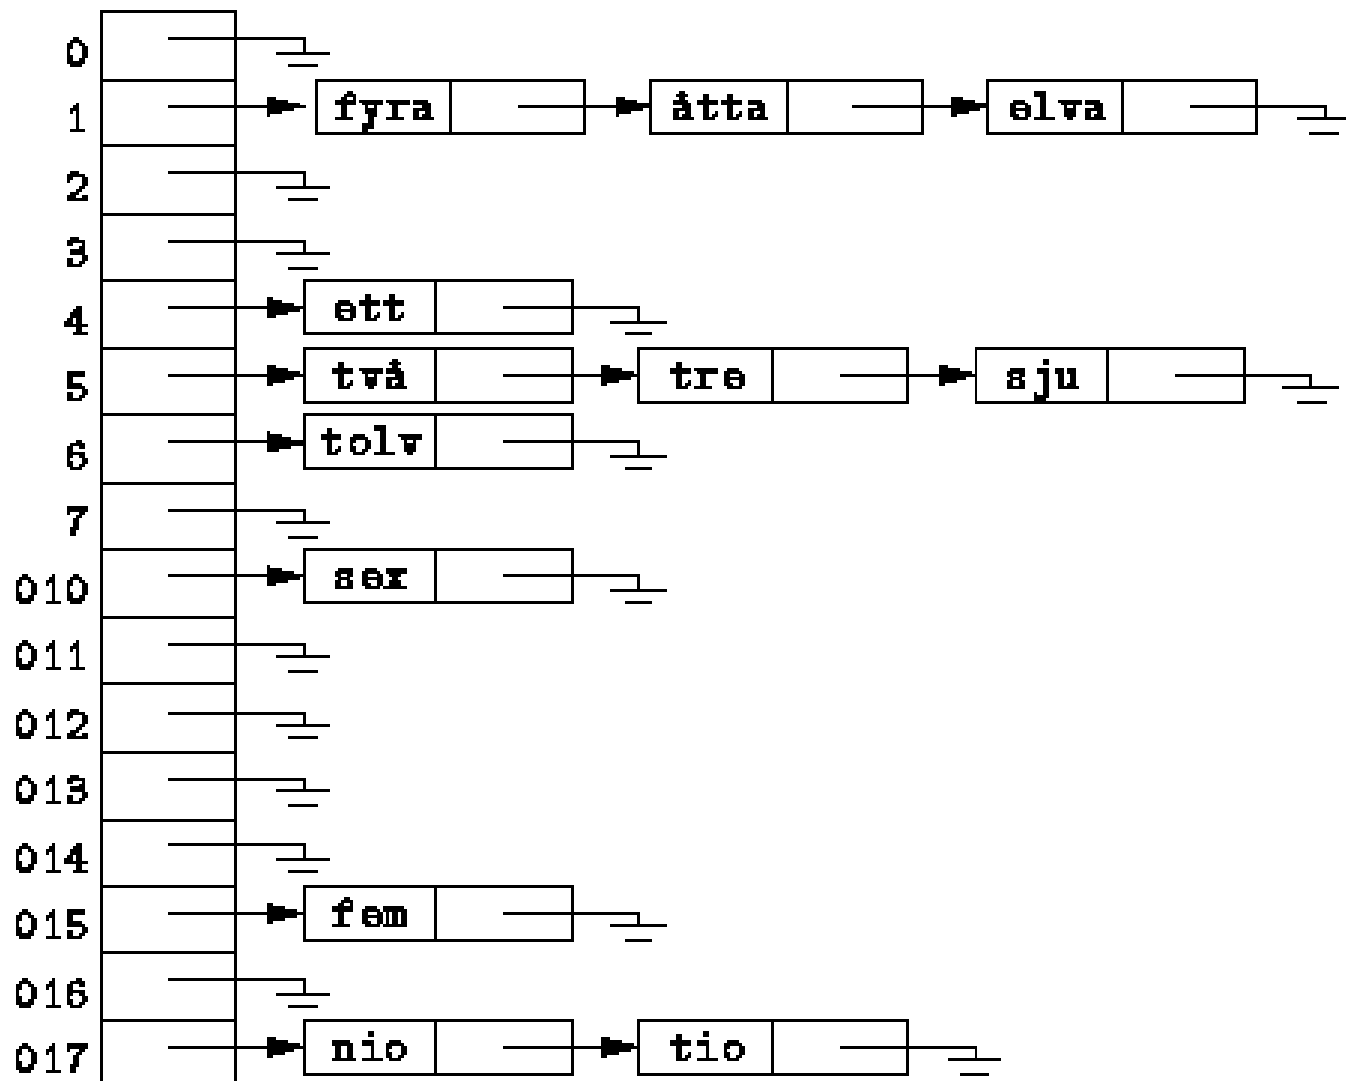 0
1 fyra åtta elva
2
3
4 ett
5 två tre sju
6 tolv
7
010 sex
011
012
013
014
015 fem
016
017 nio tio